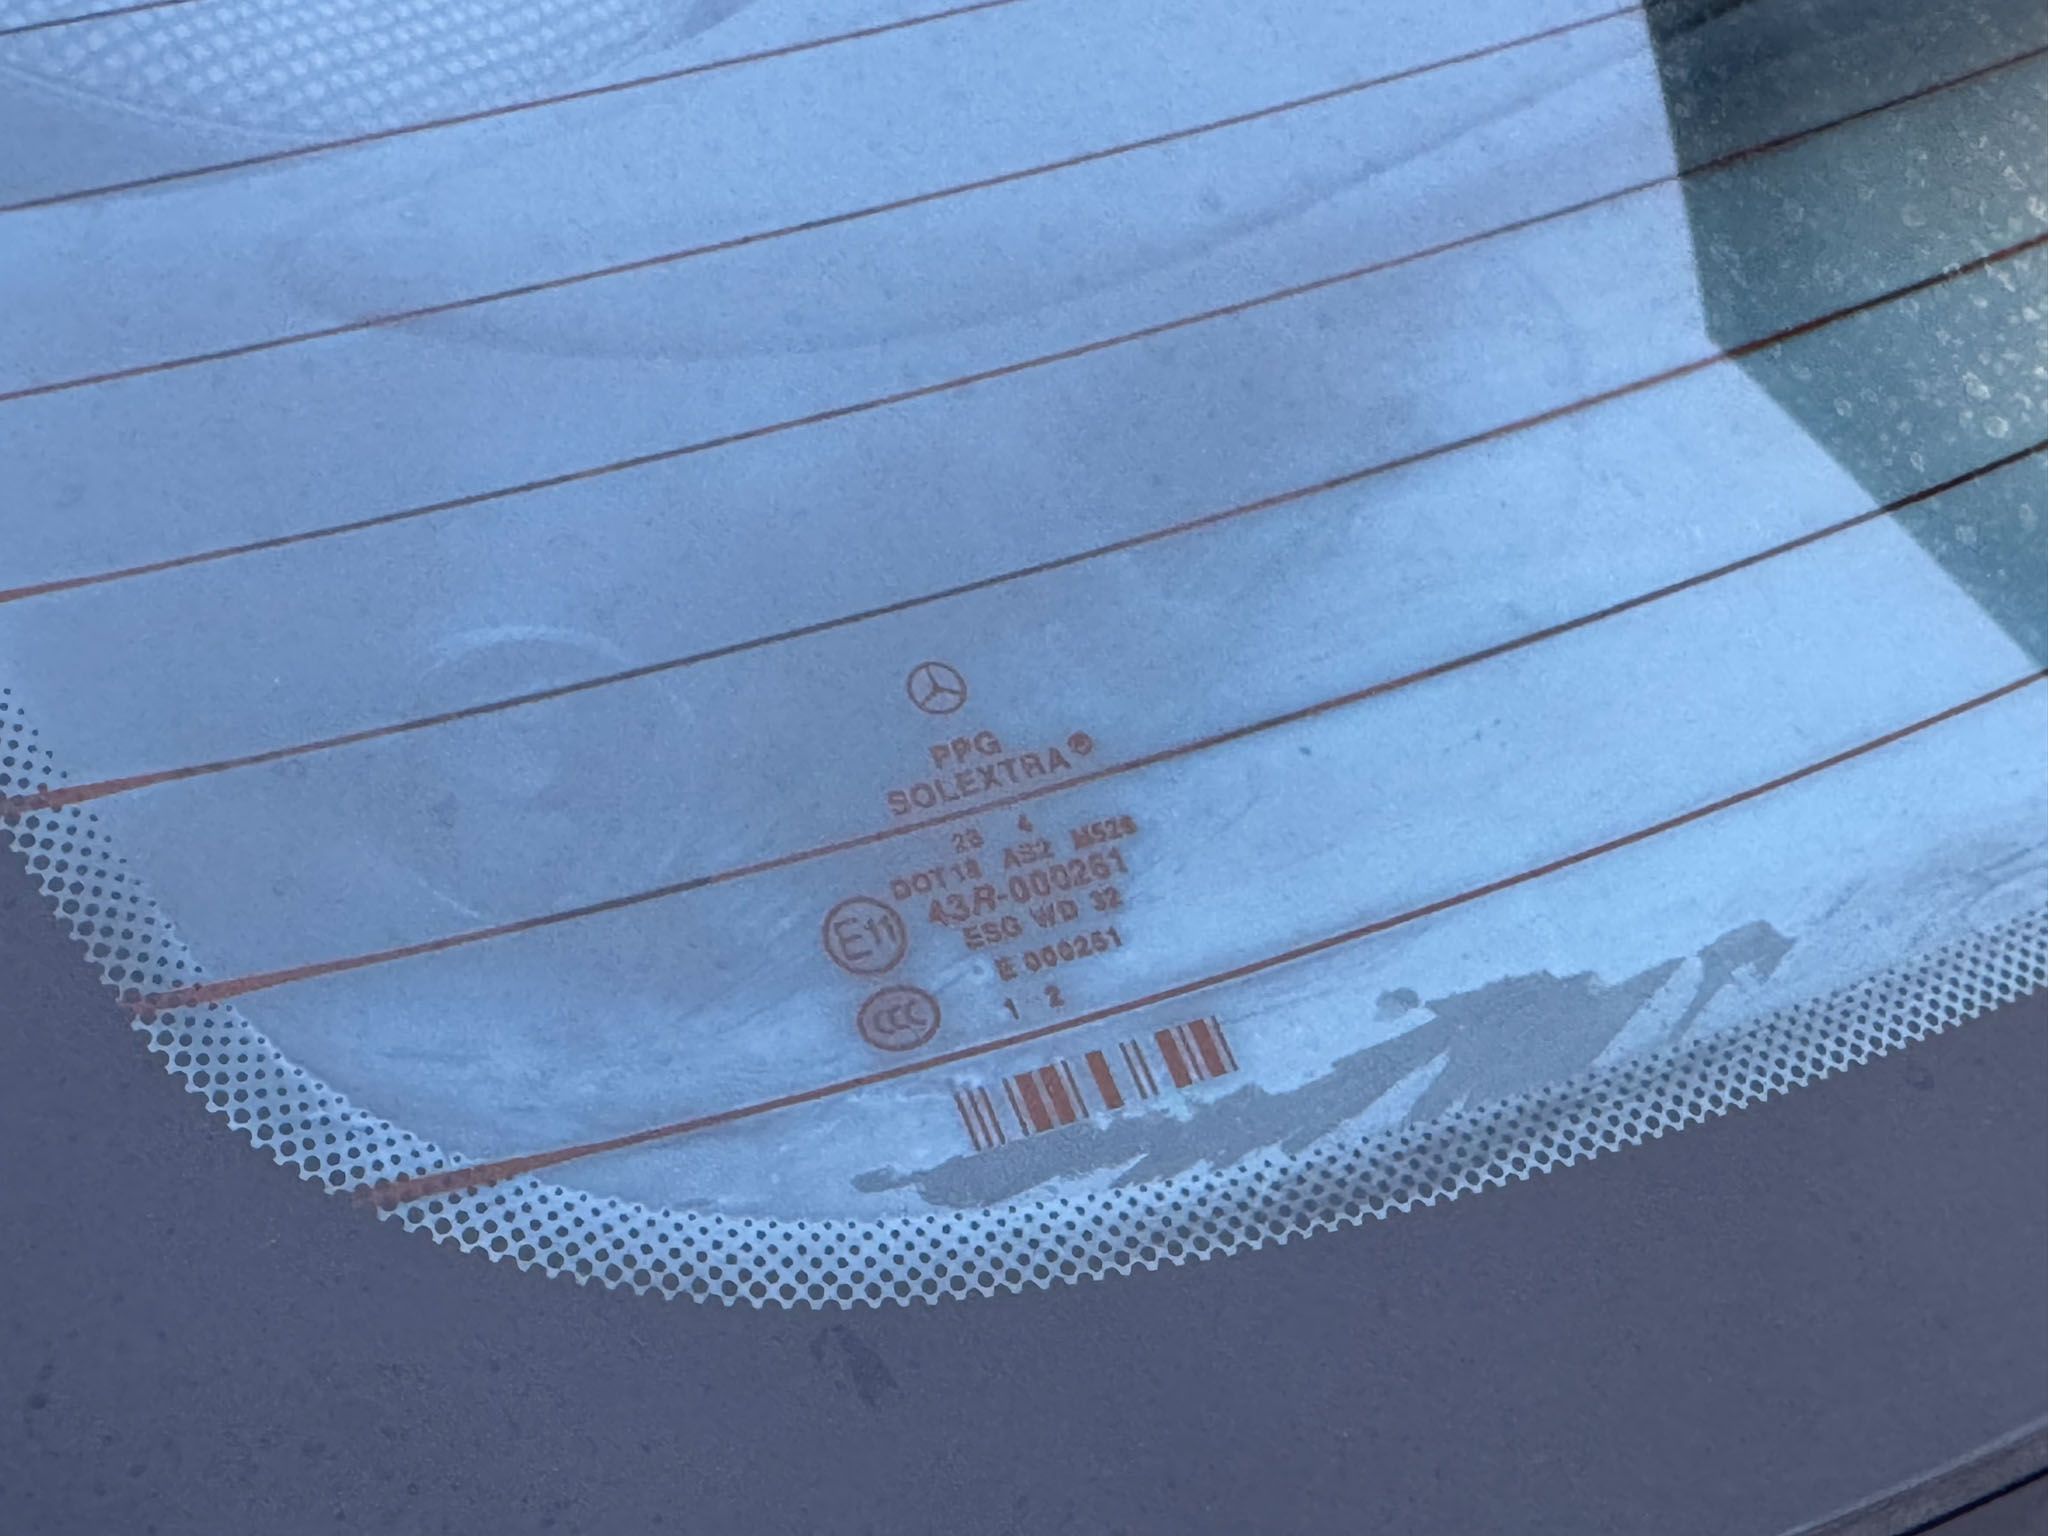 PPG
SOLEXTRA®
23 4
DOT18 AS2 M526
43R-000261
E11
ESG WD 32
E 000261
CCC
1 2